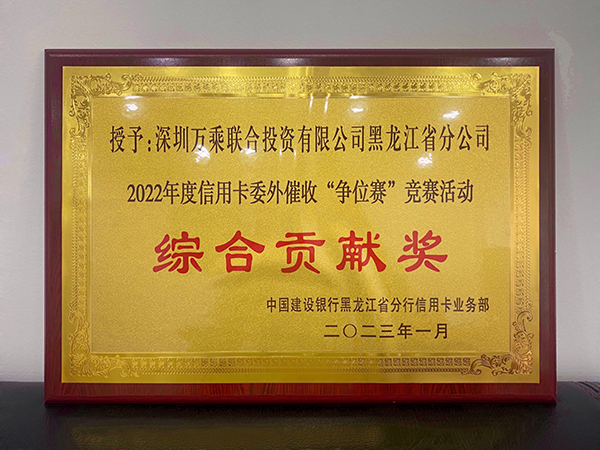 授予:深圳万乘联合投资有限公司黑龙江省分公司
2022年度信用卡委外催收“争位赛”竞赛活动
综合贡献奖
中国建设银行黑龙江省分行信用卡业务部
二〇二三年一月